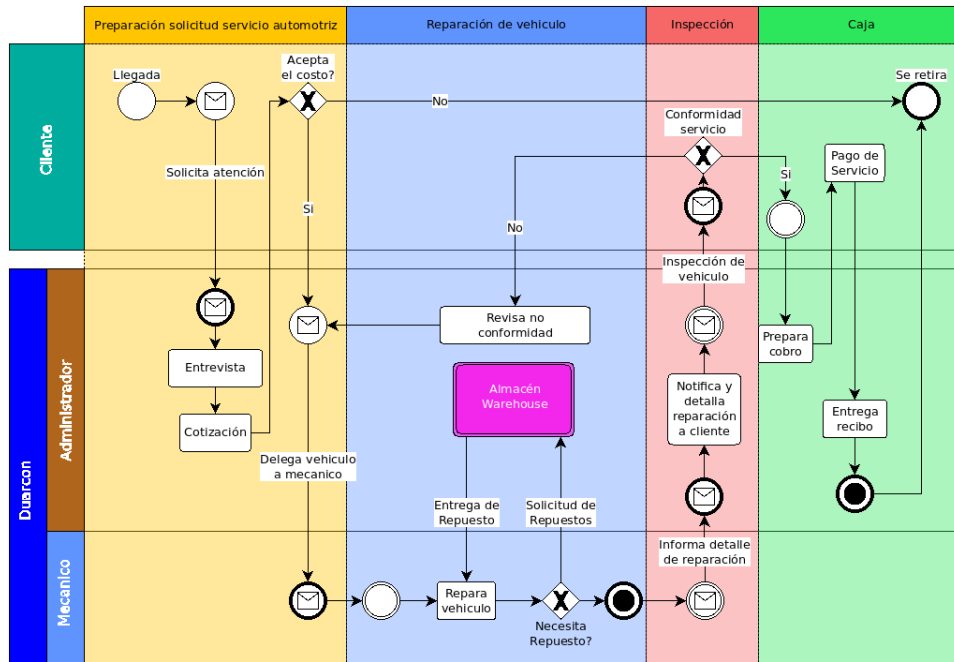 Preparación solicitud servicio automotriz
Reparación de vehiculo
Inspección
Caja
Cliente
Llegada
Acepta
el costo?
No
Se retira
Conformidad
servicio
Pago de
Servicio
Solicita atención
Si
Si
No
Inspección de
vehiculo
Duarcon
Administrador
Revisa no
conformidad
Prepara
cobro
Entrevista
Almacén
Warehouse
Notifica y
detalla
reparación
a cliente
Cotización
Entrega
recibo
Delega vehiculo
a mecanico
Entrega de
Repuesto
Solicitud de
Repuestos
Mecanico
Informa detalle
de reparación
Repara
vehiculo
Necesita
Repuesto?